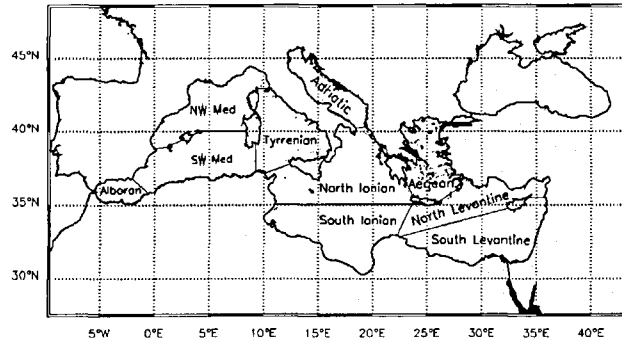 45°N
Adriatic
NW Med
40°N
Tyrrenian
SW Med
Alboran
North Ionian
Aegean
35°N
North Levantine
South Ionian
South Levantine
30°N
5°W 0°E 5°E 10°E 15°E 20°E 25°E 30°E 35°E 40°E